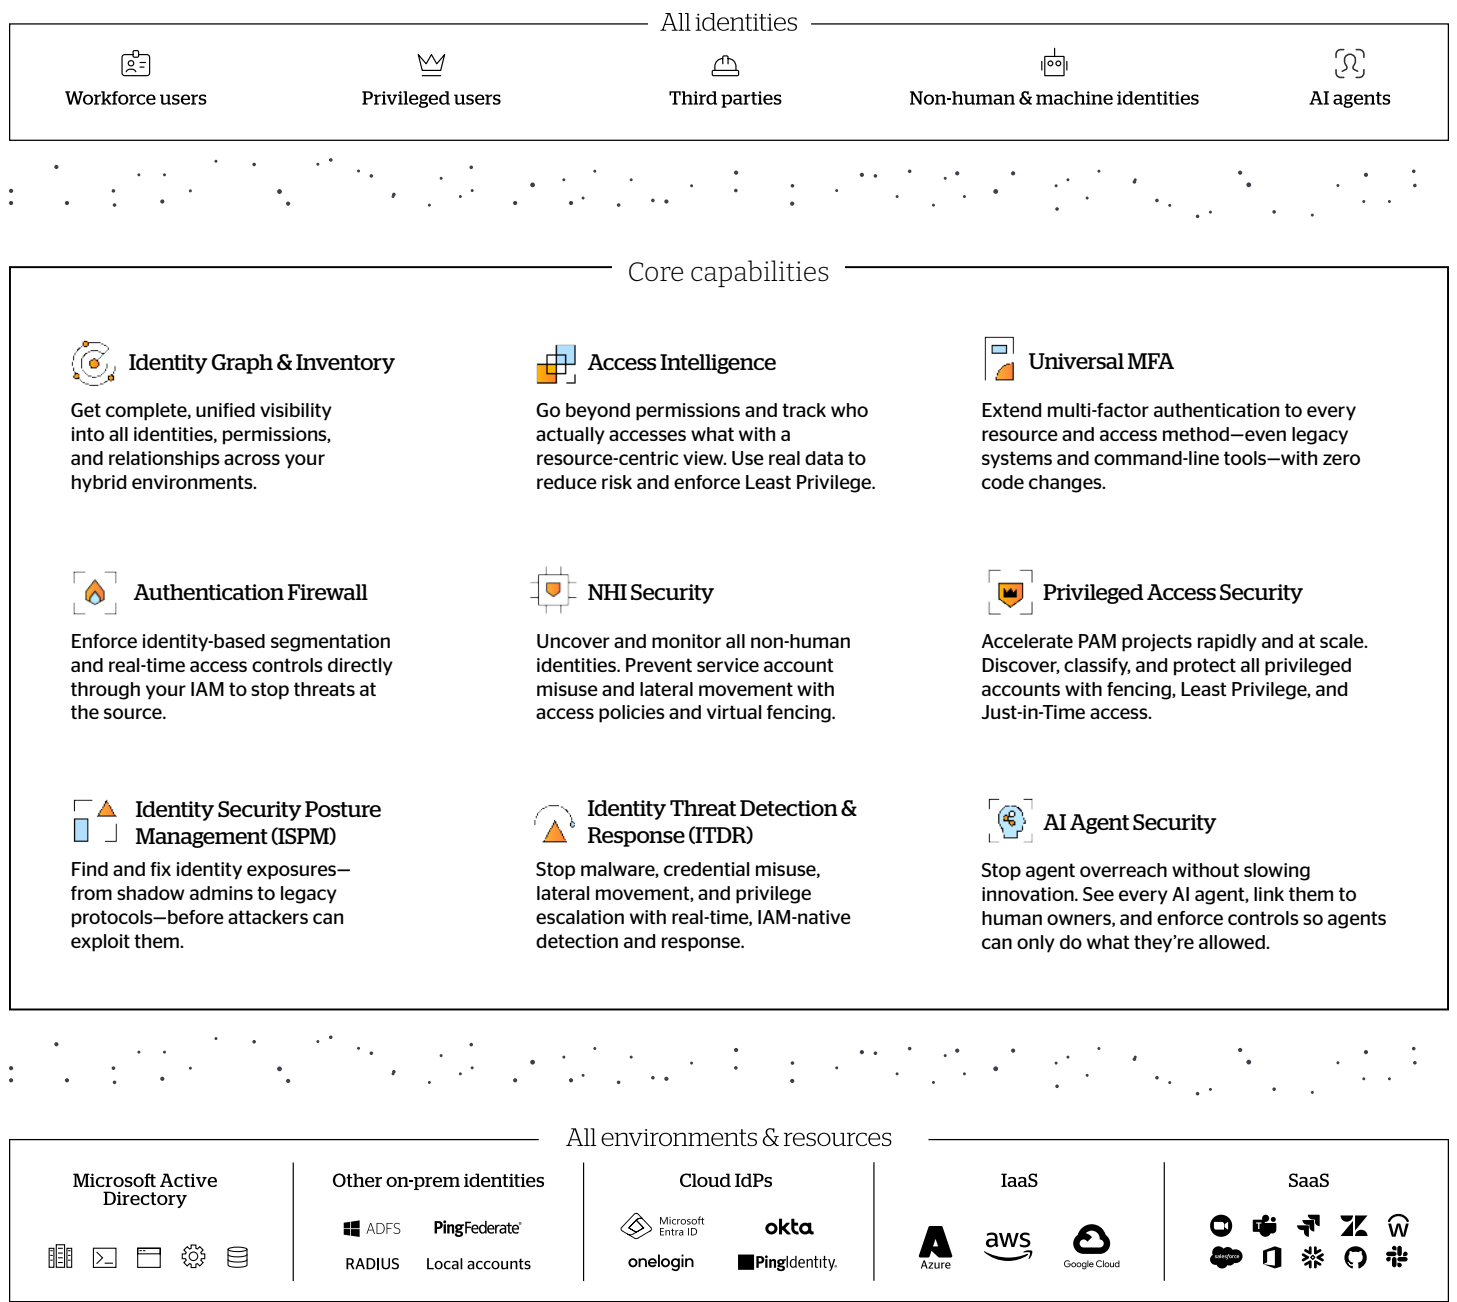 All identities
Workforce users
Privileged users
Third parties
Non-human & machine identities
AI agents
Core capabilities
Identity Graph & Inventory
Get complete, unified visibility
into all identities, permissions,
and relationships across your
hybrid environments.
Access Intelligence
Go beyond permissions and track who
actually accesses what with a
resource-centric view. Use real data to
reduce risk and enforce Least Privilege.
Universal MFA
Extend multi-factor authentication to every
resource and access method—even legacy
systems and command-line tools—with zero
code changes.
Authentication Firewall
Enforce identity-based segmentation
and real-time access controls directly
through your IAM to stop threats at
the source.
NHI Security
Uncover and monitor all non-human
identities. Prevent service account
misuse and lateral movement with
access policies and virtual fencing.
Privileged Access Security
Accelerate PAM projects rapidly and at scale.
Discover, classify, and protect all privileged
accounts with fencing, Least Privilege, and
Just-in-Time access.
Identity Security Posture
Management (ISPM)
Find and fix identity exposures—
from shadow admins to legacy
protocols—before attackers can
exploit them.
Identity Threat Detection &
Response (ITDR)
Stop malware, credential misuse,
lateral movement, and privilege
escalation with real-time, IAM-native
detection and response.
AI Agent Security
Stop agent overreach without slowing
innovation. See every AI agent, link them to
human owners, and enforce controls so agents
can only do what they're allowed.
All environments & resources
Microsoft Active
Directory
Other on-prem identities
ADFS
PingFederate
RADIUS
Local accounts
Cloud IdPs
Microsoft
Entra ID
okta
onelogin
PingIdentity.
IaaS
Azure
aws
Google Cloud
SaaS
salesforce